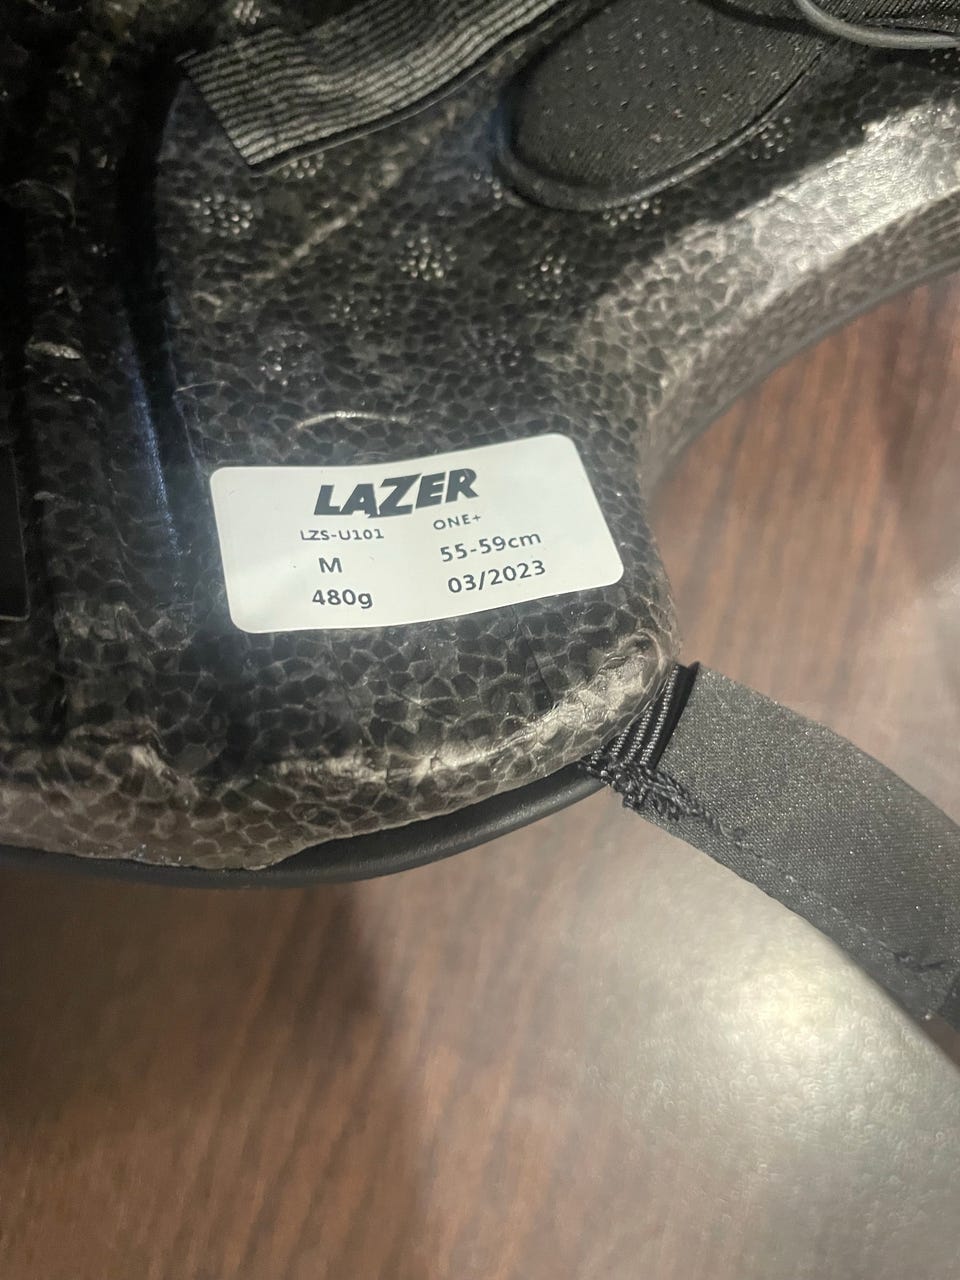 LAZER
LZS-U101 ONE+
M 55-59cm
480g 03/2023